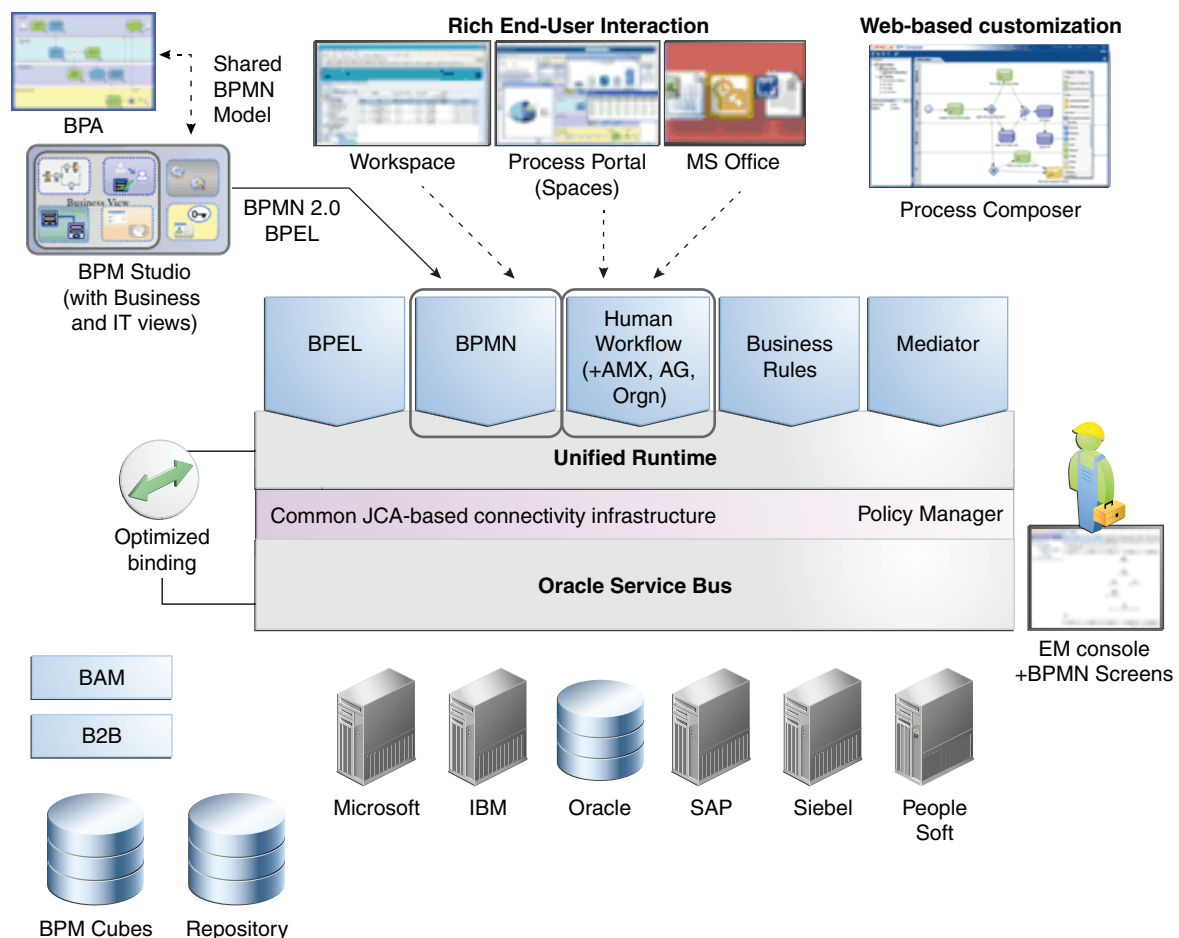 Rich End-User Interaction
Web-based customization
Shared
BPMN
Model
BPA
Workspace
Process Portal
(Spaces)
MS Office
Process Composer
Business View
BPMN 2.0
BPEL
BPM Studio
(with Business
and IT views)
BPEL
BPMN
Human
Workflow
(+AMX, AG,
Orgn)
Business
Rules
Mediator
Unified Runtime
Common JCA-based connectivity infrastructure
Policy Manager
Optimized
binding
Oracle Service Bus
EM console
+BPMN Screens
BAM
B2B
Microsoft
IBM
Oracle
SAP
Siebel
People
Soft
BPM Cubes
Repository